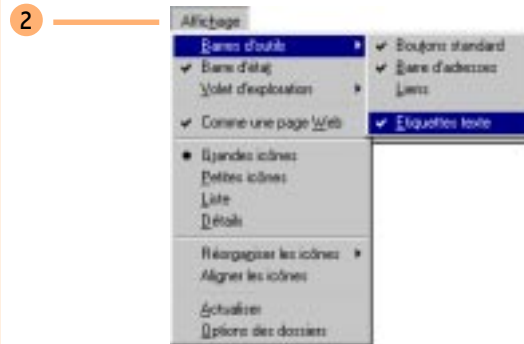 2
Affichage
Barres d'outils
Barre d'état
Volet d'exploration
Comme une page Web
Grandes icônes
Petites icônes
Liste
Détails
Réorganiser les icônes
Aligner les icônes
Actualiser
Options des dossiers
Boutons standard
Barre d'adresses
Liens
Etiquettes texte